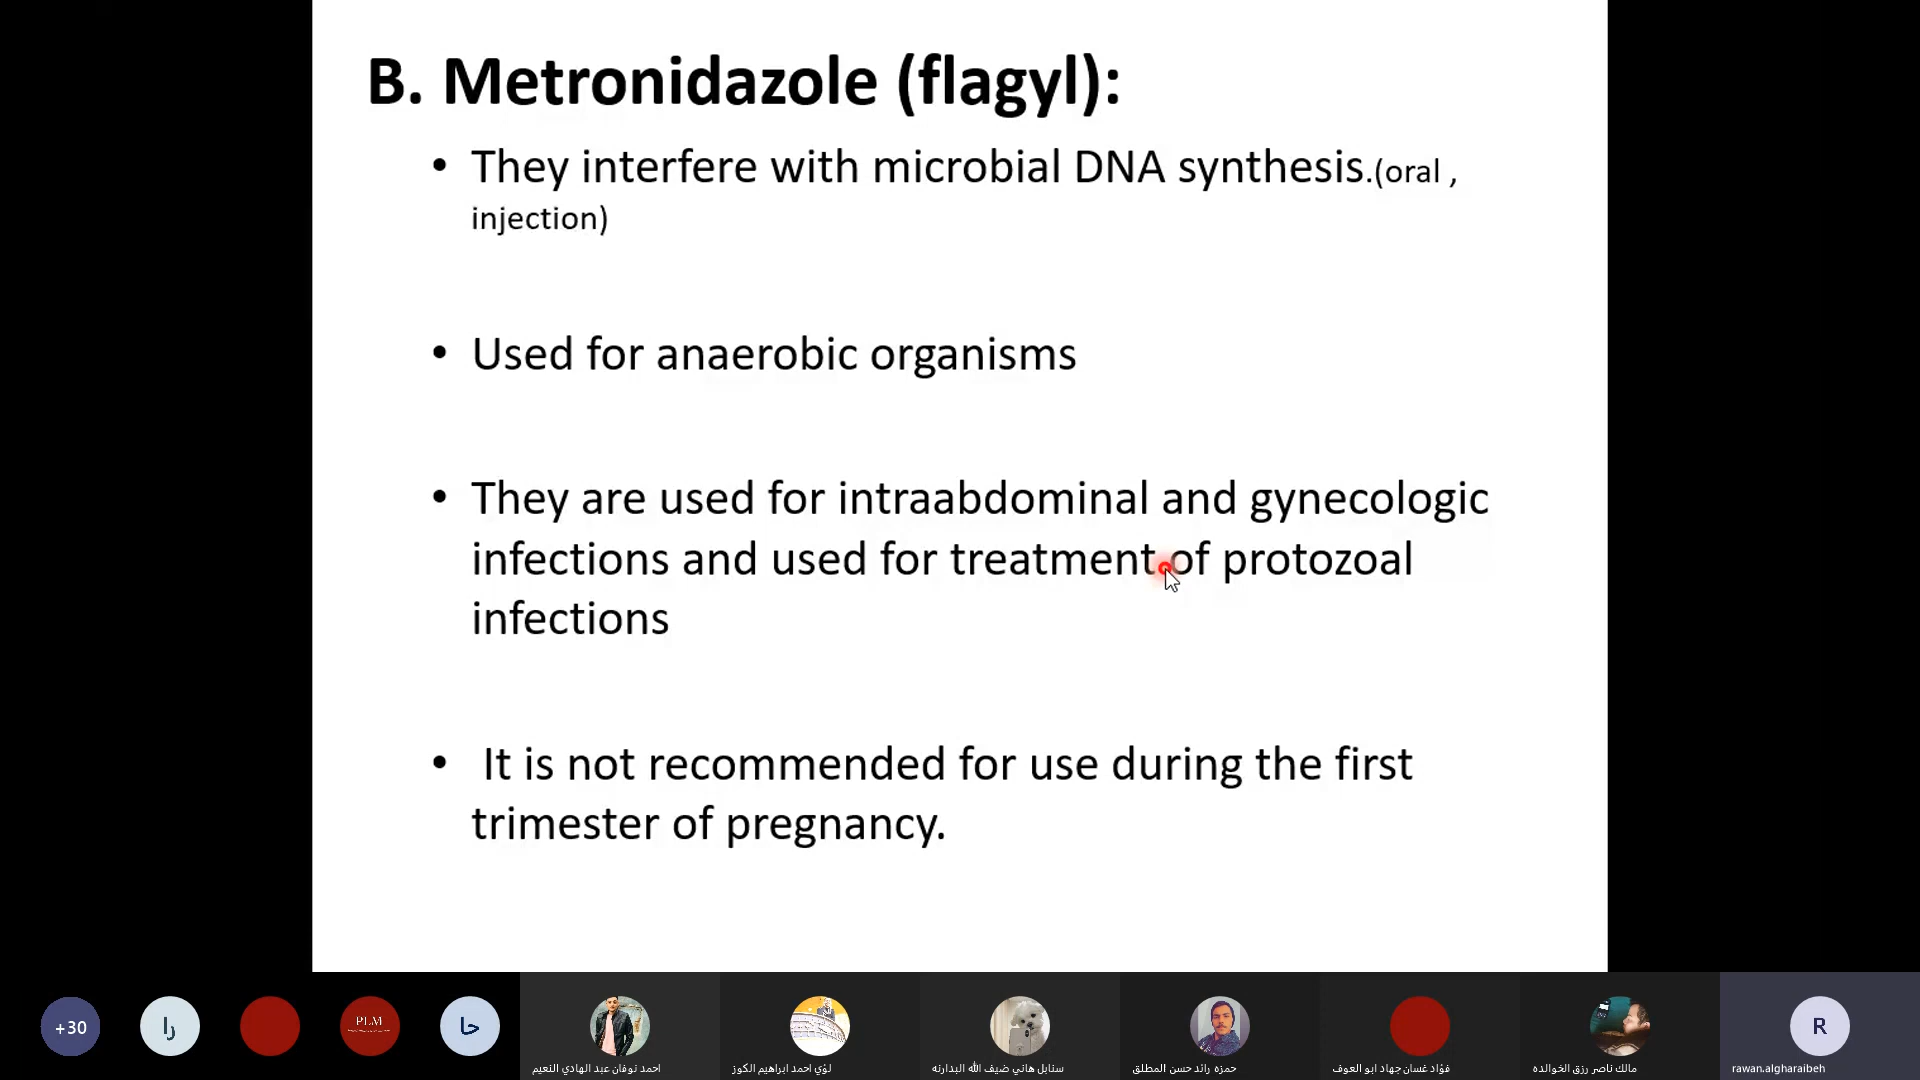 B. Metronidazole (flagyl):
• They interfere with microbial DNA synthesis.(oral ,
injection)
• Used for anaerobic organisms
• They are used for intraabdominal and gynecologic
infections and used for treatment of protozoal
infections
• It is not recommended for use during the first
trimester of pregnancy.
+30
را
PLM
حا
R
احمد نوفان عبد الهادي النعيم
لؤي احمد ابراهيم الكوز
سنابل هاني ضيف الله البدارنه
حمزه رائد حسن المطلق
فؤاد غسان جهاد ابو العوف
مالك ناصر رزق الخوالده
rawan.algharaibeh